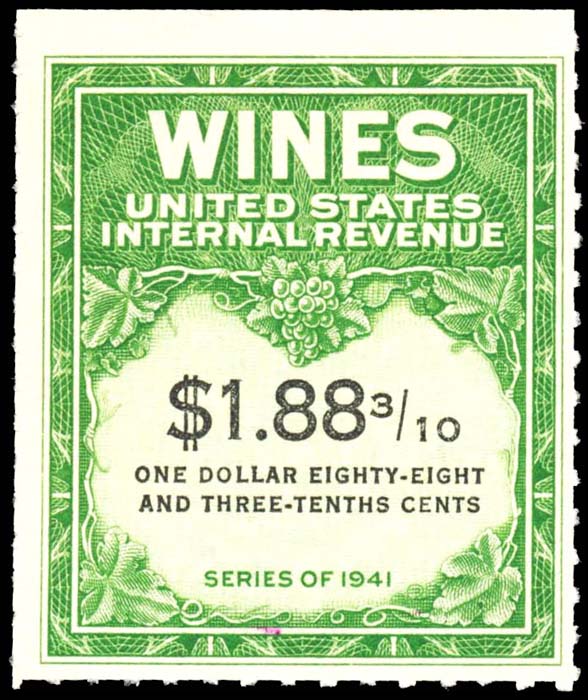 WINES
UNITED STATES
INTERNAL REVENUE
$1.88 3/10
ONE DOLLAR EIGHTY-EIGHT
AND THREE-TENTHS CENTS
SERIES OF 1941